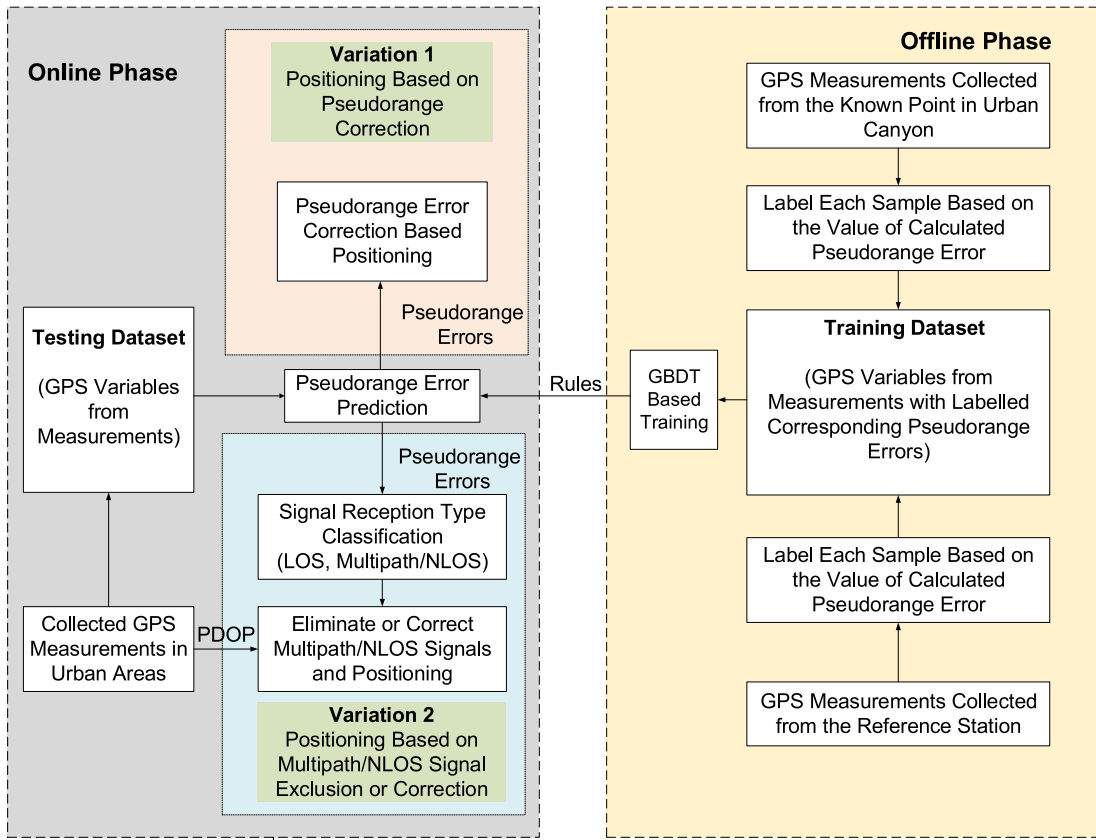 Online Phase
Variation 1
Positioning Based on
Pseudorange
Correction
Pseudorange Error
Correction Based
Positioning
Pseudorange
Errors
Testing Dataset
(GPS Variables
from
Measurements)
Pseudorange Error
Prediction
Pseudorange
Errors
Signal Reception Type
Classification
(LOS, Multipath/NLOS)
Collected GPS
Measurements in
Urban Areas
PDOP
Eliminate or Correct
Multipath/NLOS Signals
and Positioning
Variation 2
Positioning Based on
Multipath/NLOS Signal
Exclusion or Correction
Rules
Offline Phase
GPS Measurements Collected
from the Known Point in Urban
Canyon
Label Each Sample Based on
the Value of Calculated
Pseudorange Error
Training Dataset
(GPS Variables from
Measurements with Labelled
Corresponding Pseudorange
Errors)
GBDT
Based
Training
Label Each Sample Based on
the Value of Calculated
Pseudorange Error
GPS Measurements Collected
from the Reference Station